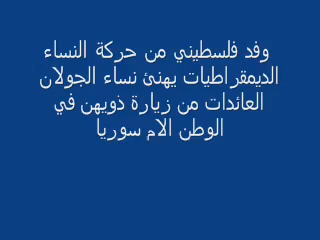 وفد فلسطيني من حركة النساء
الديمقراطيات يهنئ نساء الجولان
العائدات من زيارة ذويهن في
الوطن الام سوريا